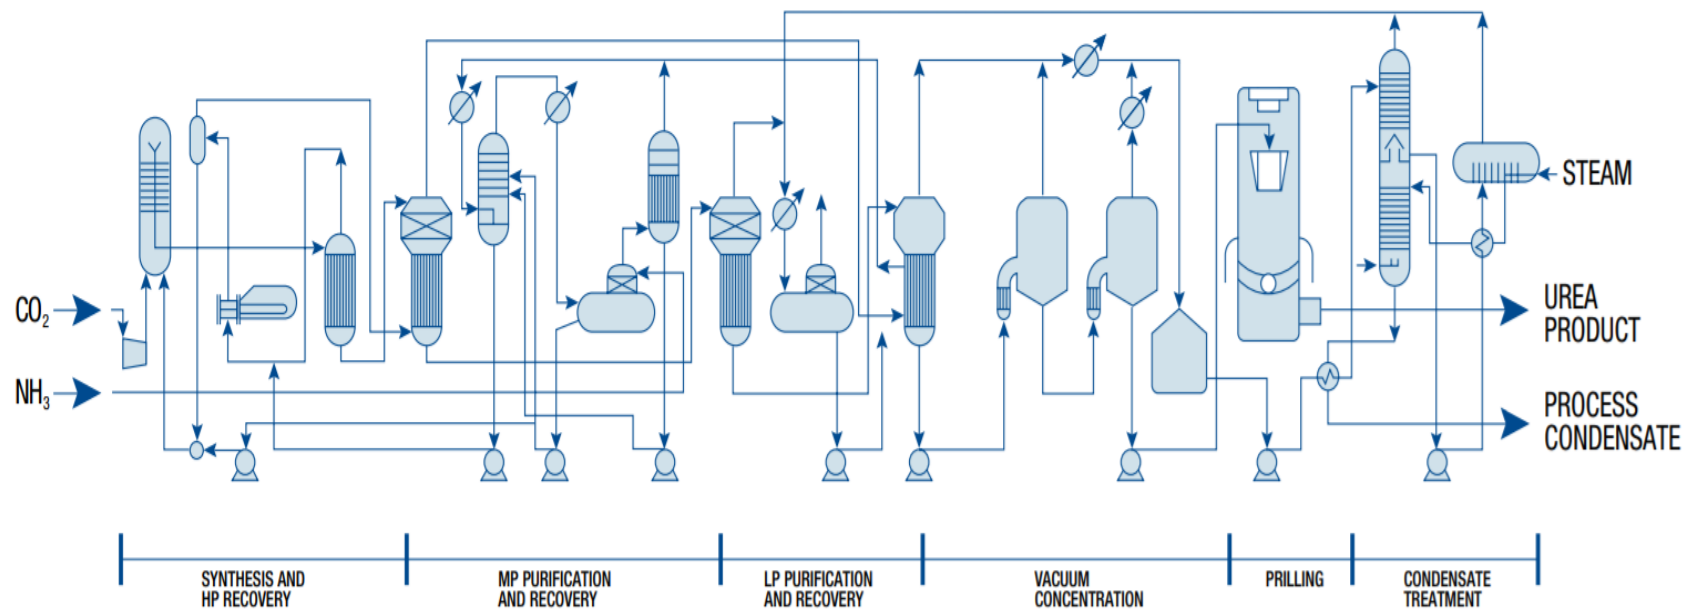 STEAM
CO₂
UREA
PRODUCT
NH₃
PROCESS
CONDENSATE
SYNTHESIS AND
HP RECOVERY
MP PURIFICATION
AND RECOVERY
LP PURIFICATION
AND RECOVERY
VACUUM
CONCENTRATION
PRILLING
CONDENSATE
TREATMENT